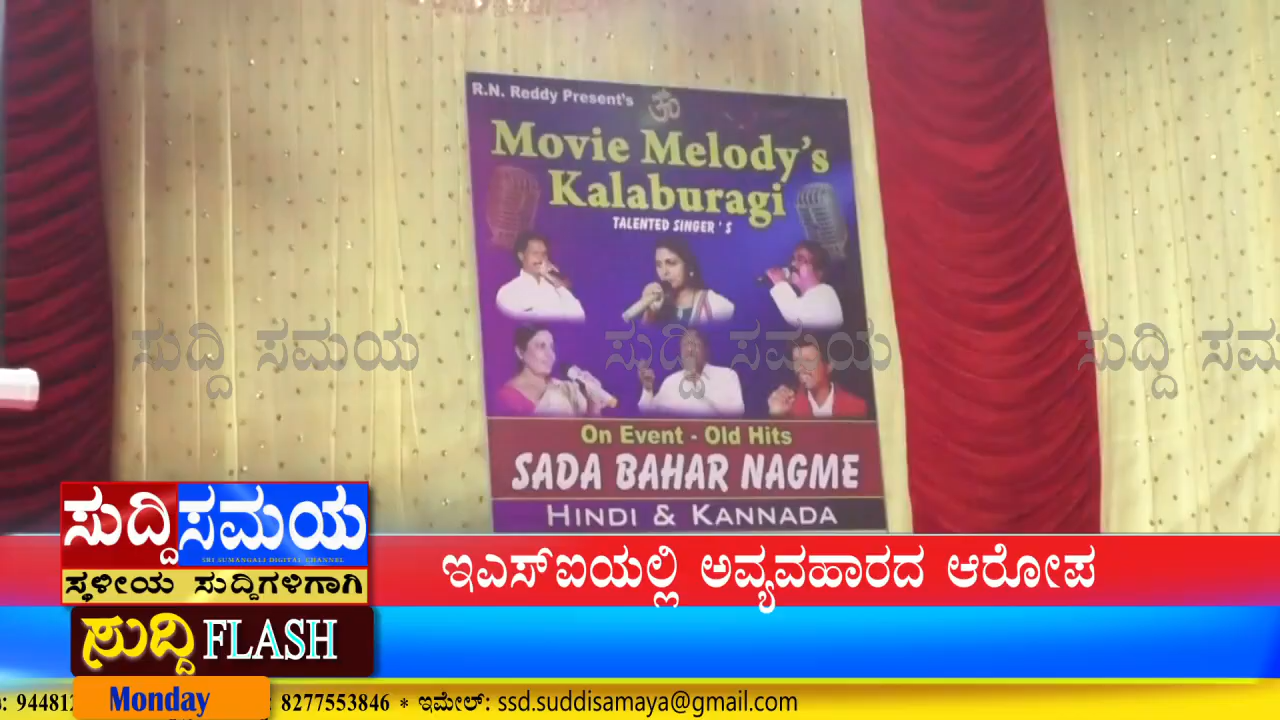 R.N. Reddy Present's
Movie Melody's
Kalaburagi
TALENTED SINGER'S
ಸುದ್ದಿ ಸಮಯ ಸುದ್ದಿ ಸಮಯ ಸುದ್ದಿ
On Event - Old Hits
SADA BAHAR NAGME
HINDI & KANNADA
ಸುದ್ದಿ ಸಮಯ
SRI SUMANGALI DIGITAL CHANNEL
ಸ್ಥಳೀಯ ಸುದ್ದಿಗಳಿಗಾಗಿ
ಇಎಸ್ಐಯಲ್ಲಿ ಅವ್ಯವಹಾರದ ಆರೋಪ
ಸುದ್ದಿ FLASH
Monday
8277553846 * ಇಮೇಲ್: ssd.suddisamaya@gmail.com